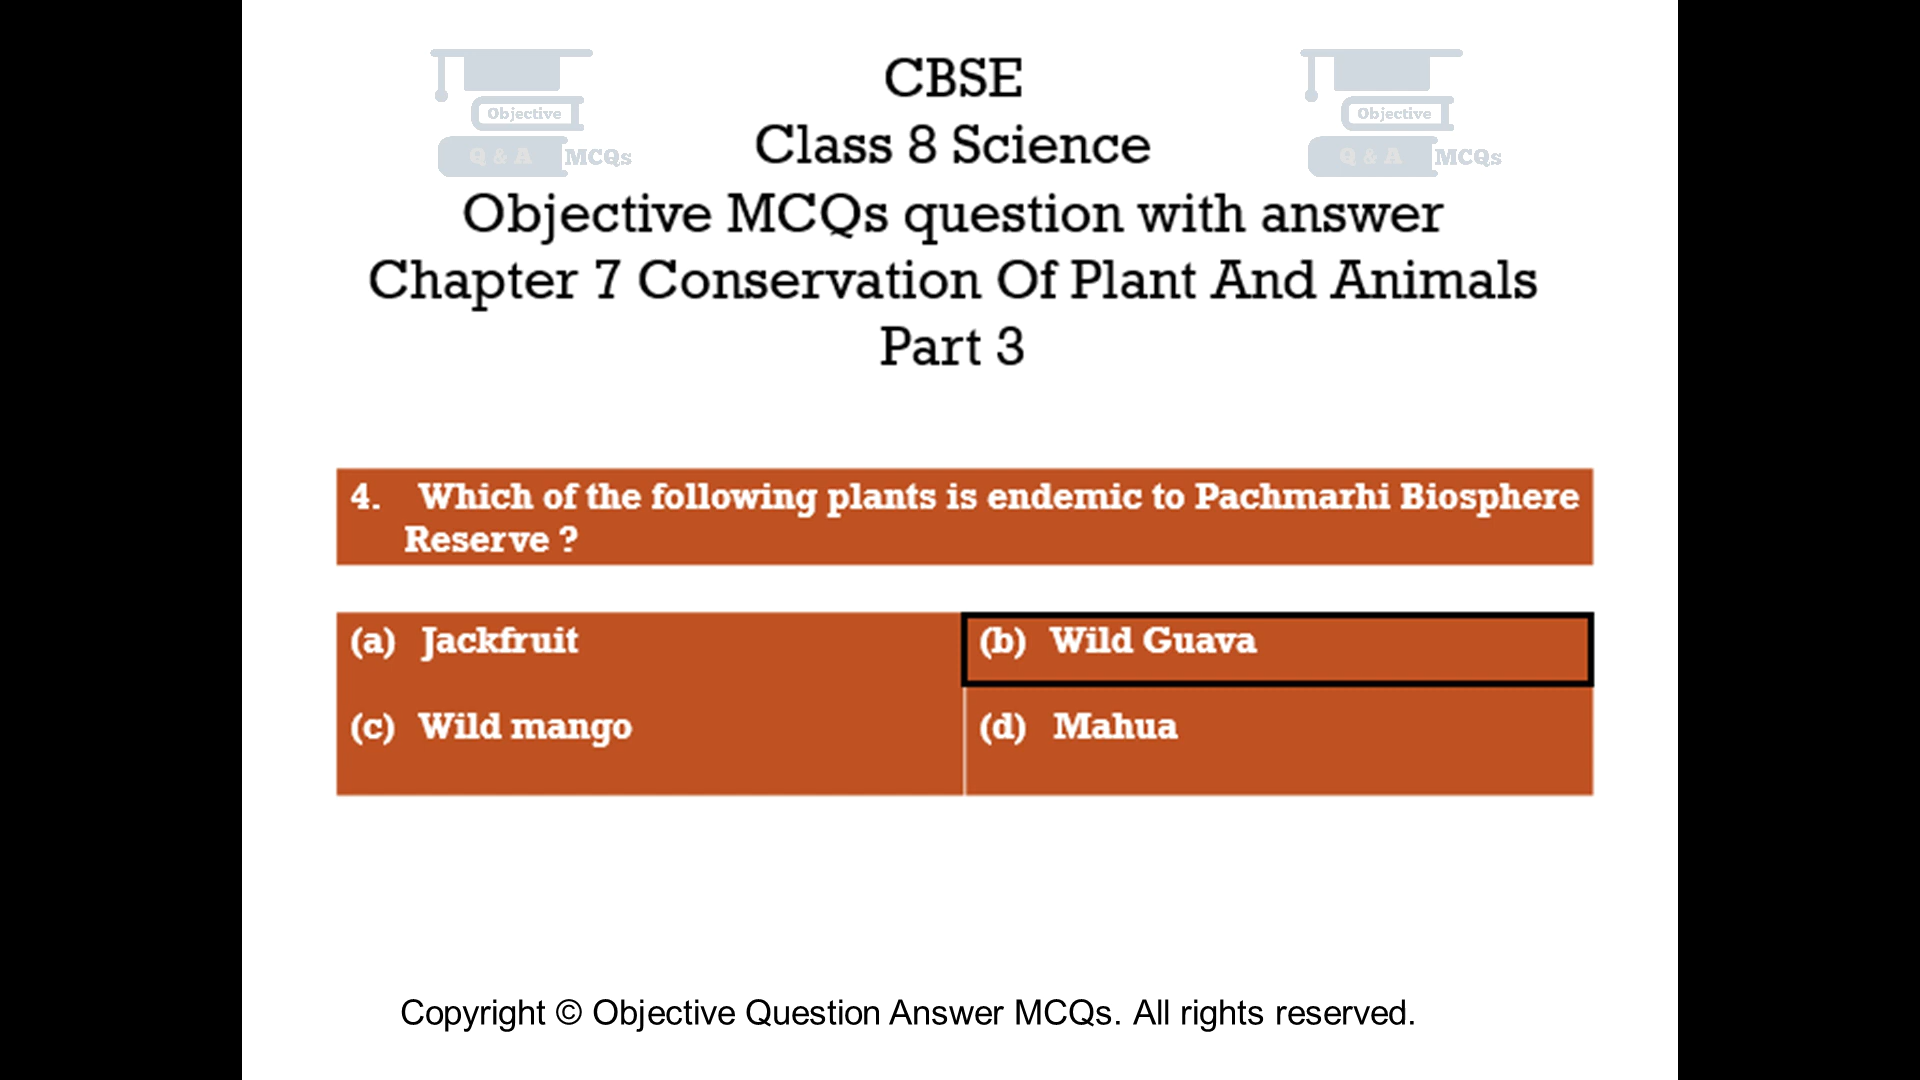 Objective
Q & A MCQs
Objective
Q & A MCQs
CBSE
Class 8 Science
Objective MCQs question with answer
Chapter 7 Conservation Of Plant And Animals
Part 3
4. Which of the following plants is endemic to Pachmarhi Biosphere
Reserve ?
(a) Jackfruit
(b) Wild Guava
(c) Wild mango
(d) Mahua
Copyright © Objective Question Answer MCQs. All rights reserved.